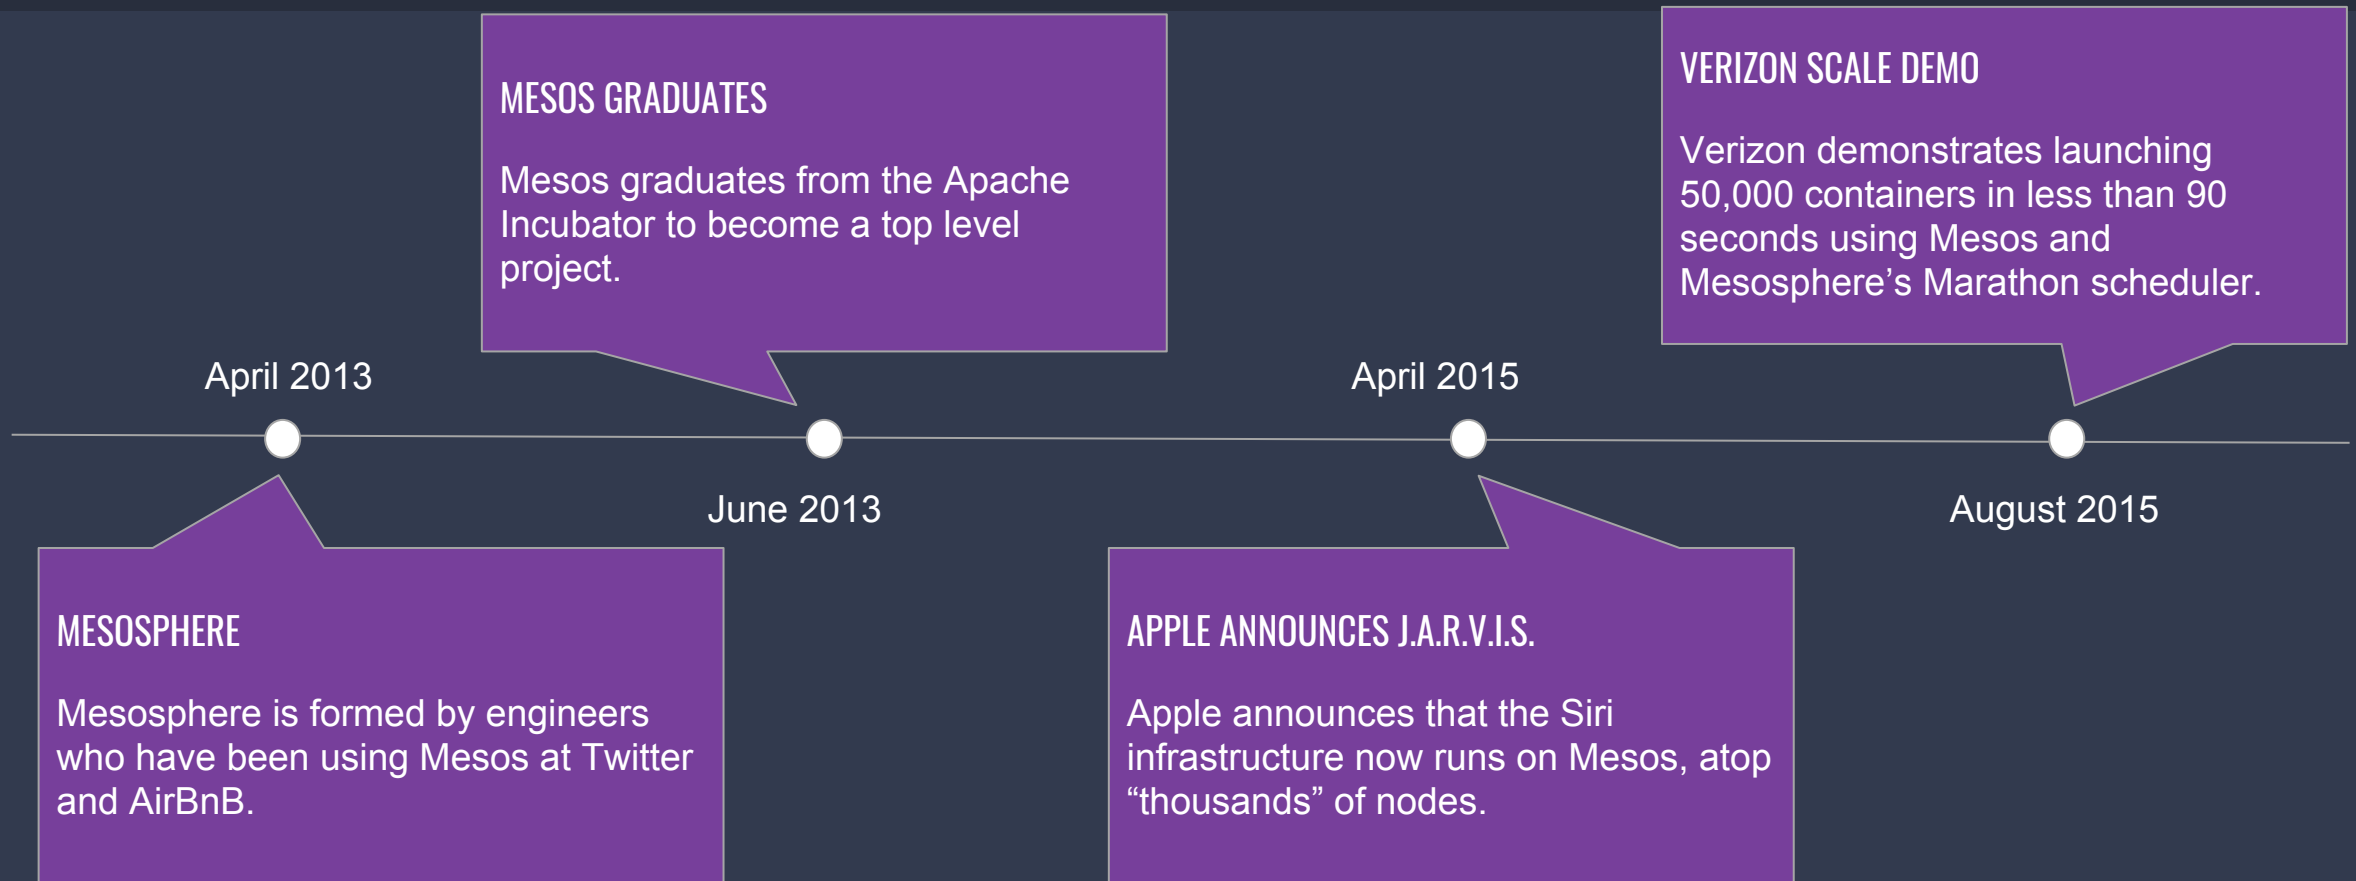 MESOS GRADUATES
Mesos graduates from the Apache
Incubator to become a top level
project.
VERIZON SCALE DEMO
Verizon demonstrates launching
50,000 containers in less than 90
seconds using Mesos and
Mesosphere’s Marathon scheduler.
April 2013
April 2015
June 2013
August 2015
MESOSPHERE
Mesosphere is formed by engineers
who have been using Mesos at Twitter
and AirBnB.
APPLE ANNOUNCES J.A.R.V.I.S.
Apple announces that the Siri
infrastructure now runs on Mesos, atop
“thousands” of nodes.